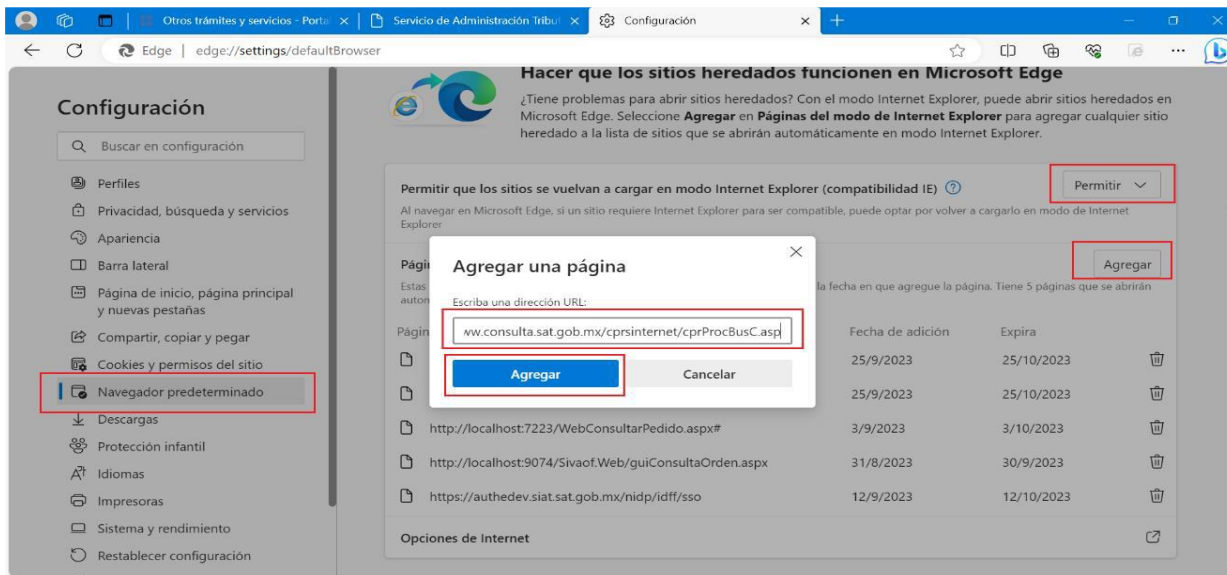 Otros trámites y servicios - Porta
Servicio de Administración Tribut
Configuración
Edge | edge://settings/defaultBrowser
Configuración
Buscar en configuración
Perfiles
Privacidad, búsqueda y servicios
Apariencia
Barra lateral
Página de inicio, página principal
y nuevas pestañas
Compartir, copiar y pegar
Cookies y permisos del sitio
Navegador predeterminado
Descargas
Protección infantil
Idiomas
Impresoras
Sistema y rendimiento
Restablecer configuración
Hacer que los sitios heredados funcionen en Microsoft Edge
¿Tiene problemas para abrir sitios heredados? Con el modo Internet Explorer, puede abrir sitios heredados en
Microsoft Edge. Seleccione Agregar en Páginas del modo de Internet Explorer para agregar cualquier sitio
heredado a la lista de sitios que se abrirán automáticamente en modo Internet Explorer.
Permitir que los sitios se vuelvan a cargar en modo Internet Explorer (compatibilidad IE)
Permitir
Al navegar en Microsoft Edge, si un sitio requiere Internet Explorer para ser compatible, puede optar por volver a cargarlo en modo de Internet
Explorer
Agregar
Estas
la fecha en que agregue la página. Tiene 5 páginas que se abrirán
Agregar una página
Escriba una dirección URL:
ww.consulta.sat.gob.mx/cprsinternet/cprProcBusC.asp
Agregar
Cancelar
Fecha de adición
Expira
25/9/2023
25/10/2023
25/9/2023
25/10/2023
http://localhost:7223/WebConsultarPedido.aspx#
3/9/2023
3/10/2023
http://localhost:9074/Sivaof.Web/guiConsultaOrden.aspx
31/8/2023
30/9/2023
https://authedev.siat.sat.gob.mx/nidp/idff/sso
12/9/2023
12/10/2023
Opciones de Internet